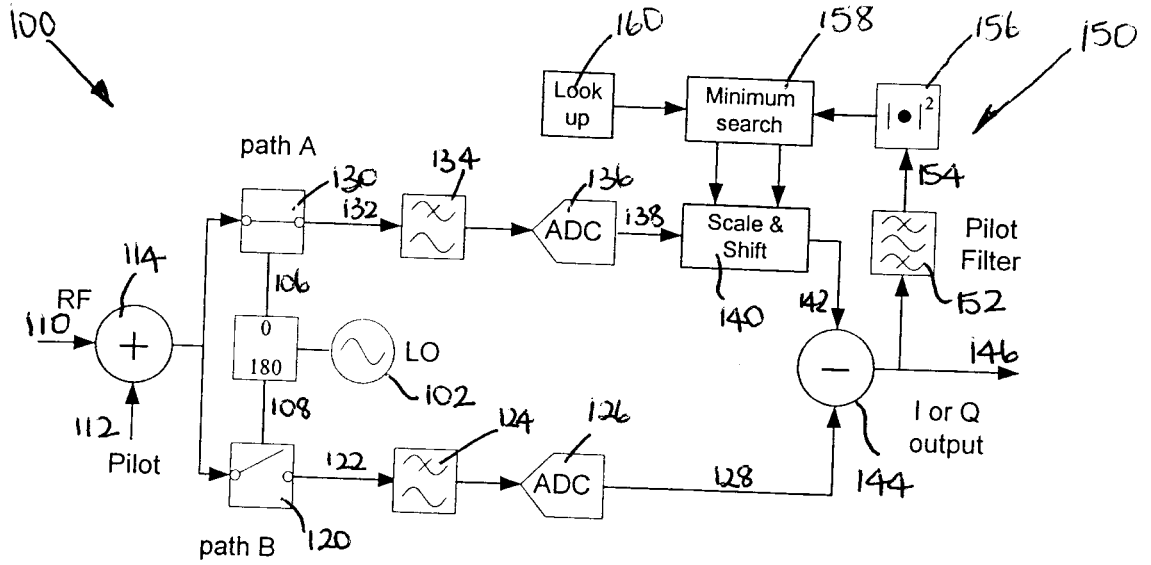 100
160
158
156
150
Look
up
Minimum
search
| ● |²
path A
130
132
134
136
ADC
138
Scale &
Shift
140
142
154
Pilot
Filter
152
114
RF
110
+
106
0
180
LO
102
108
112
Pilot
120
path B
122
124
126
ADC
128
−
144
146
I or Q
output